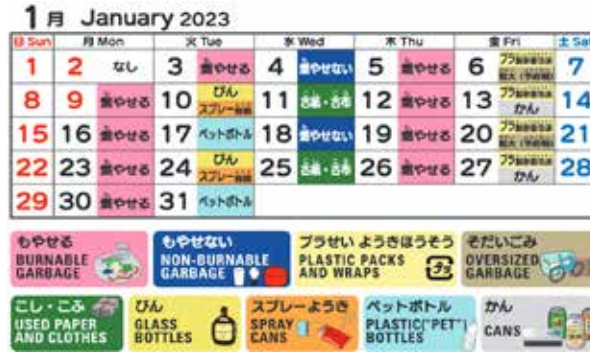 1月 January 2023
日 Sun 月 Mon 火 Tue 水 Wed 木 Thu 金 Fri 土 Sat
1 2 なし 3 燃やせる 4 燃やせない 5 燃やせる 6 7
8 9 燃やせる 10 びん スプレー 11 古紙・古布 12 燃やせる 13 かん 14
15 16 燃やせる 17 ペットボトル 18 燃やせない 19 燃やせる 20 21
22 23 燃やせる 24 びん スプレー 25 古紙・古布 26 燃やせる 27 かん 28
29 30 燃やせる 31 ペットボトル
もやせる
BURNABLE
GARBAGE
もやせない
NON-BURNABLE
GARBAGE
プラせい ようきほうそう
PLASTIC PACKS
AND WRAPS
そだいごみ
OVERSIZED
GARBAGE
こし・こふ
USED PAPER
AND CLOTHES
びん
GLASS
BOTTLES
スプレーようき
SPRAY
CANS
ペットボトル
PLASTIC("PET")
BOTTLES
かん
CANS